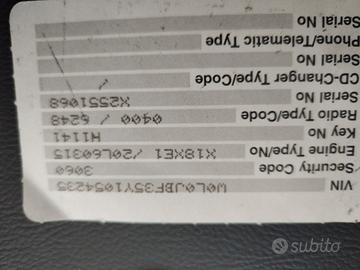 VIN W0L0JBF35Y1054235
Security Code 3060
Engine Type/No X18XE1 /20L60315
Key No H1141
Radio Type/Code 0400 / 6248
Serial No X2551068
CD-Changer Type/Code /
Serial No
Phone/Telematic Type
Serial No
subito